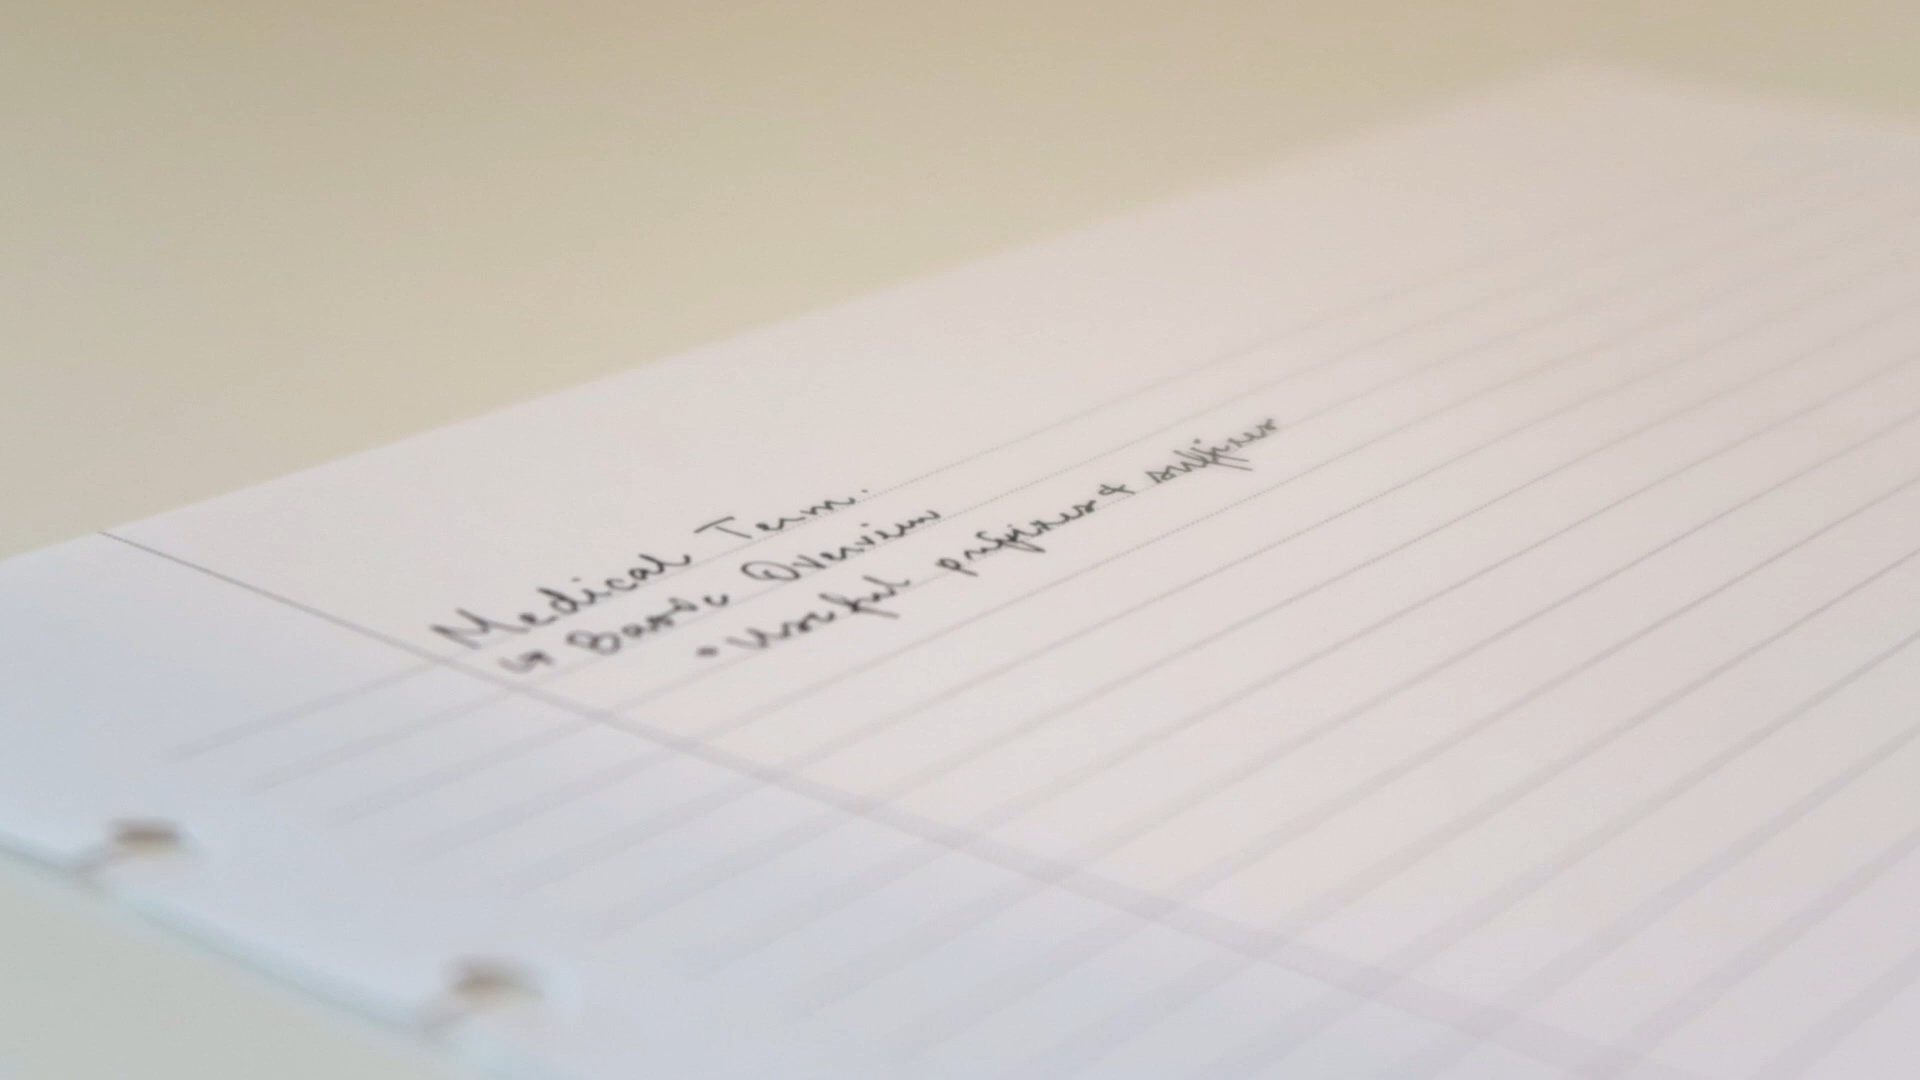 Medical Term.
↳ Basic Overview
• Useful prefixes + suffixes